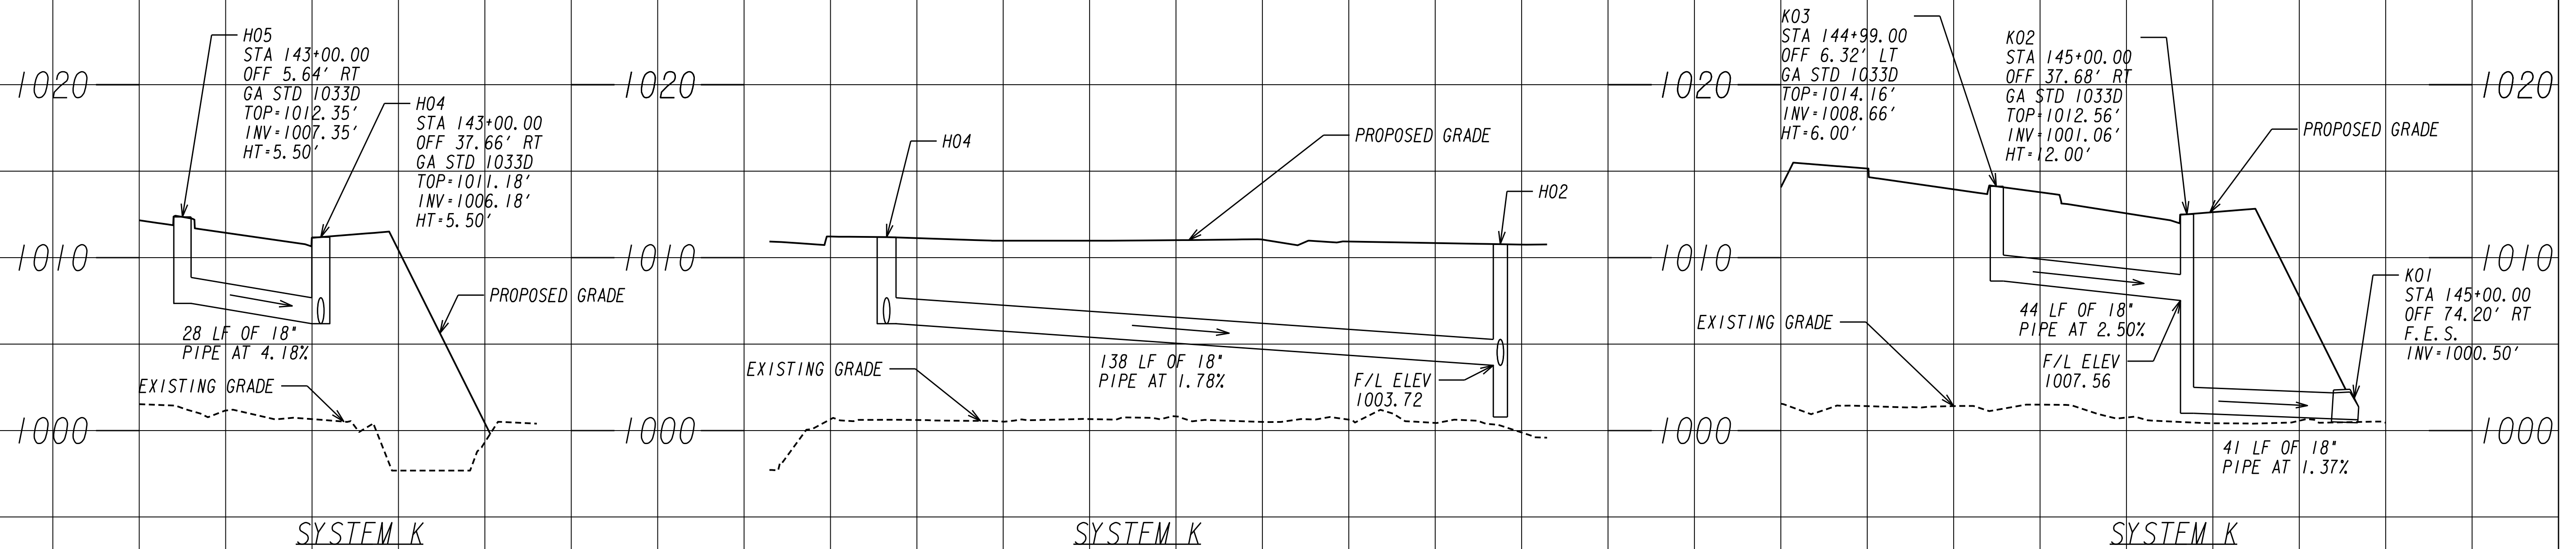 H05
STA 143+00.00
OFF 5.64' RT
GA STD 1033D
TOP=1012.35'
INV=1007.35'
HT=5.50'
H04
STA 143+00.00
OFF 37.66' RT
GA STD 1033D
TOP=1011.18'
INV=1006.18'
HT=5.50'
1020
1010
1000
PROPOSED GRADE
28 LF OF 18"
PIPE AT 4.18%
EXISTING GRADE
SYSTEM K
1020
1010
1000
H04
PROPOSED GRADE
H02
EXISTING GRADE
138 LF OF 18"
PIPE AT 1.78%
F/L ELEV
1003.72
SYSTEM K
1020
1010
1000
K03
STA 144+99.00
OFF 6.32' LT
GA STD 1033D
TOP=1014.16'
INV=1008.66'
HT=6.00'
K02
STA 145+00.00
OFF 37.68' RT
GA STD 1033D
TOP=1012.56'
INV=1001.06'
HT=12.00'
PROPOSED GRADE
K01
STA 145+00.00
OFF 74.20' RT
F.E.S.
INV=1000.50'
EXISTING GRADE
44 LF OF 18"
PIPE AT 2.50%
F/L ELEV
1007.56
41 LF OF 18"
PIPE AT 1.37%
SYSTEM K
1020
1010
1000